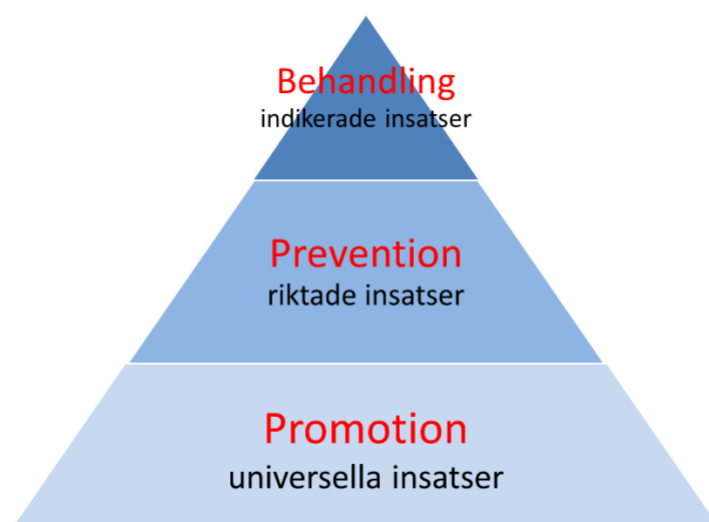 Behandling
indikerade insatser
Prevention
riktade insatser
Promotion
universella insatser